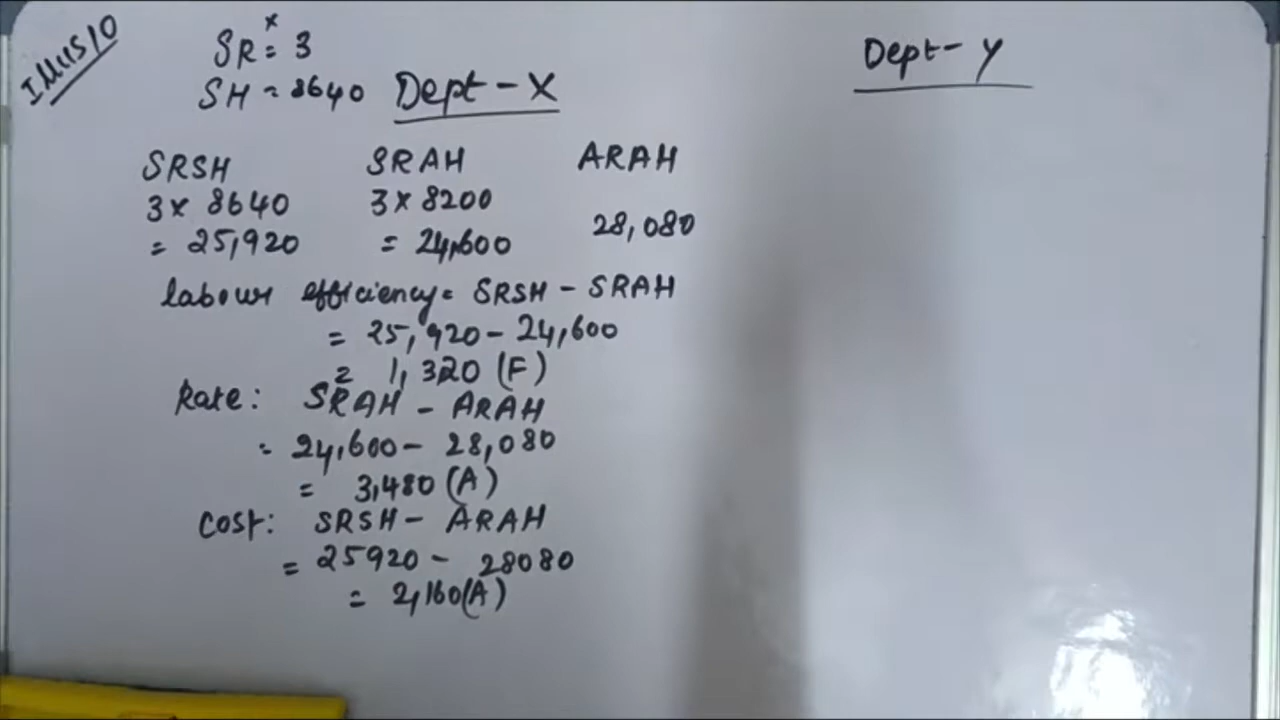 Illus 10
SR = 3
SH = 8640
Dept - X
Dept - Y
SRSH SRAH ARAH
3 × 8640 3 × 8200
28,080
= 25,920 = 24,600
labour efficiency = SRSH - SRAH
= 25,920 - 24,600
= 1,320 (F)
Rate: SRAH - ARAH
= 24,600 - 28,080
= 3,480 (A)
Cost: SRSH - ARAH
= 25920 - 28080
= 2,160 (A)